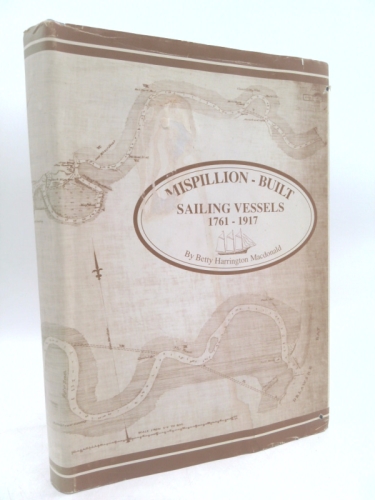 MISPILLION - BUILT
SAILING VESSELS
1761 - 1917
By Betty Harrington Macdonald